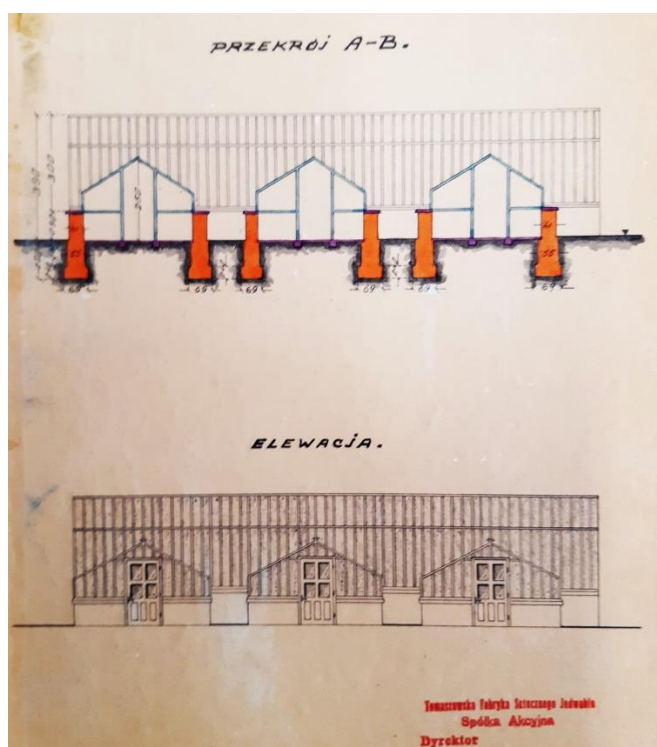 PRZEKRÓJ A-B.
390
300
250
55
55
69
69
69
69
69
69
ELEWACJA.
Tomaszowska Fabryka Sztucznego Jedwabiu
Spółka Akcyjna
Dyrektor